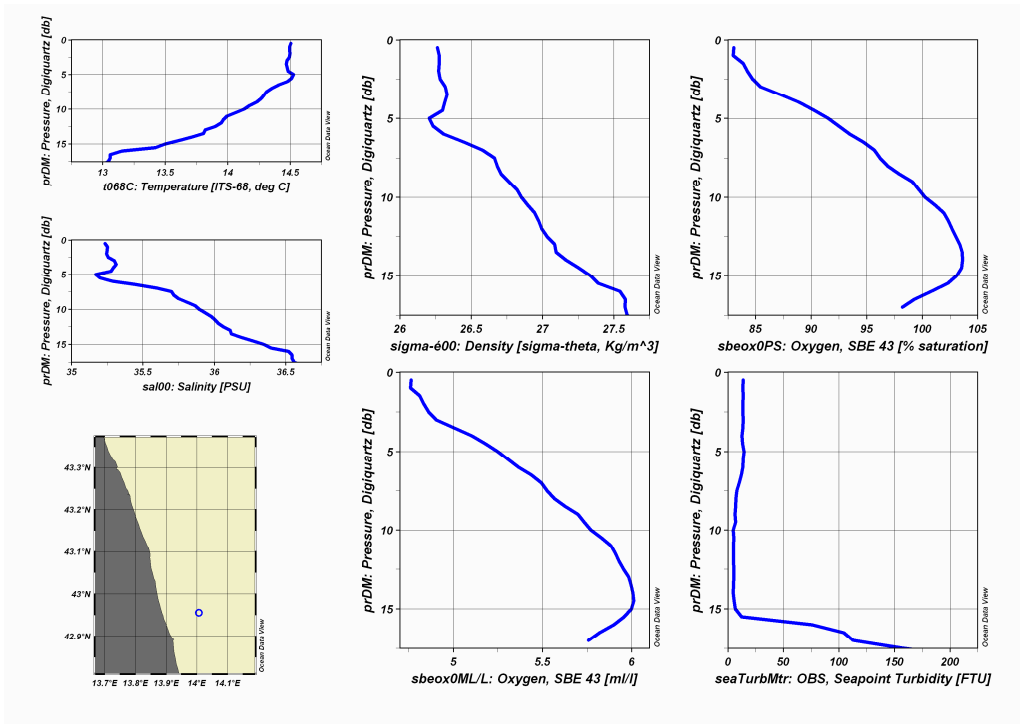 prDM: Pressure, Digiquartz [db]
0
5
10
15
13
13.5
14
14.5
t068C: Temperature [ITS-68, deg C]
Ocean Data View
prDM: Pressure, Digiquartz [db]
0
5
10
15
35
35.5
36
36.5
sal00: Salinity [PSU]
Ocean Data View
43.3°N
43.2°N
43.1°N
43°N
42.9°N
13.7°E
13.8°E
13.9°E
14°E
14.1°E
Ocean Data View
prDM: Pressure, Digiquartz [db]
0
5
10
15
26
26.5
27
27.5
sigma-é00: Density [sigma-theta, Kg/m^3]
Ocean Data View
prDM: Pressure, Digiquartz [db]
0
5
10
15
85
90
95
100
105
sbeox0PS: Oxygen, SBE 43 [% saturation]
Ocean Data View
prDM: Pressure, Digiquartz [db]
0
5
10
15
5
5.5
6
sbeox0ML/L: Oxygen, SBE 43 [ml/l]
Ocean Data View
prDM: Pressure, Digiquartz [db]
0
5
10
15
0
50
100
150
200
seaTurbMtr: OBS, Seapoint Turbidity [FTU]
Ocean Data View